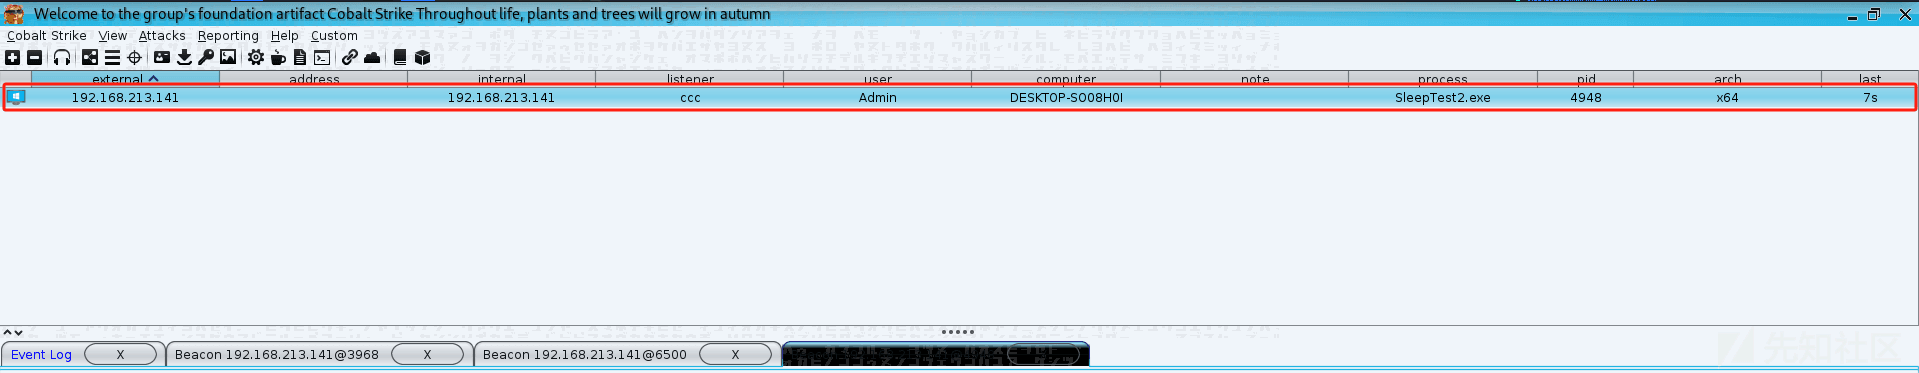 Welcome to the group's foundation artifact Cobalt Strike Throughout life, plants and trees will grow in autumn
Cobalt Strike View Attacks Reporting Help Custom
external address internal listener user computer note process pid arch last
192.168.213.141 192.168.213.141 ccc Admin DESKTOP-SO08H0I SleepTest2.exe 4948 x64 7s
Event Log X Beacon 192.168.213.141@3968 X Beacon 192.168.213.141@6500 X
先知社区